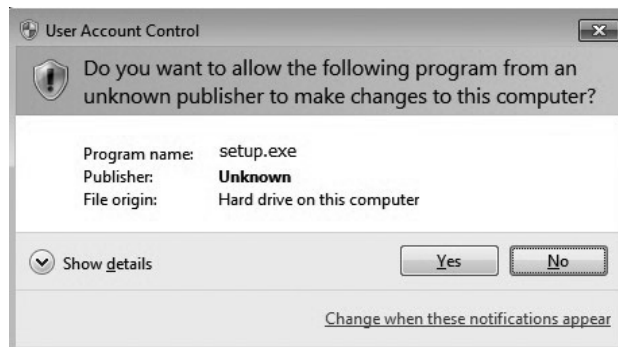 User Account Control
Do you want to allow the following program from an
unknown publisher to make changes to this computer?
Program name: setup.exe
Publisher: Unknown
File origin: Hard drive on this computer
Show details
Yes
No
Change when these notifications appear